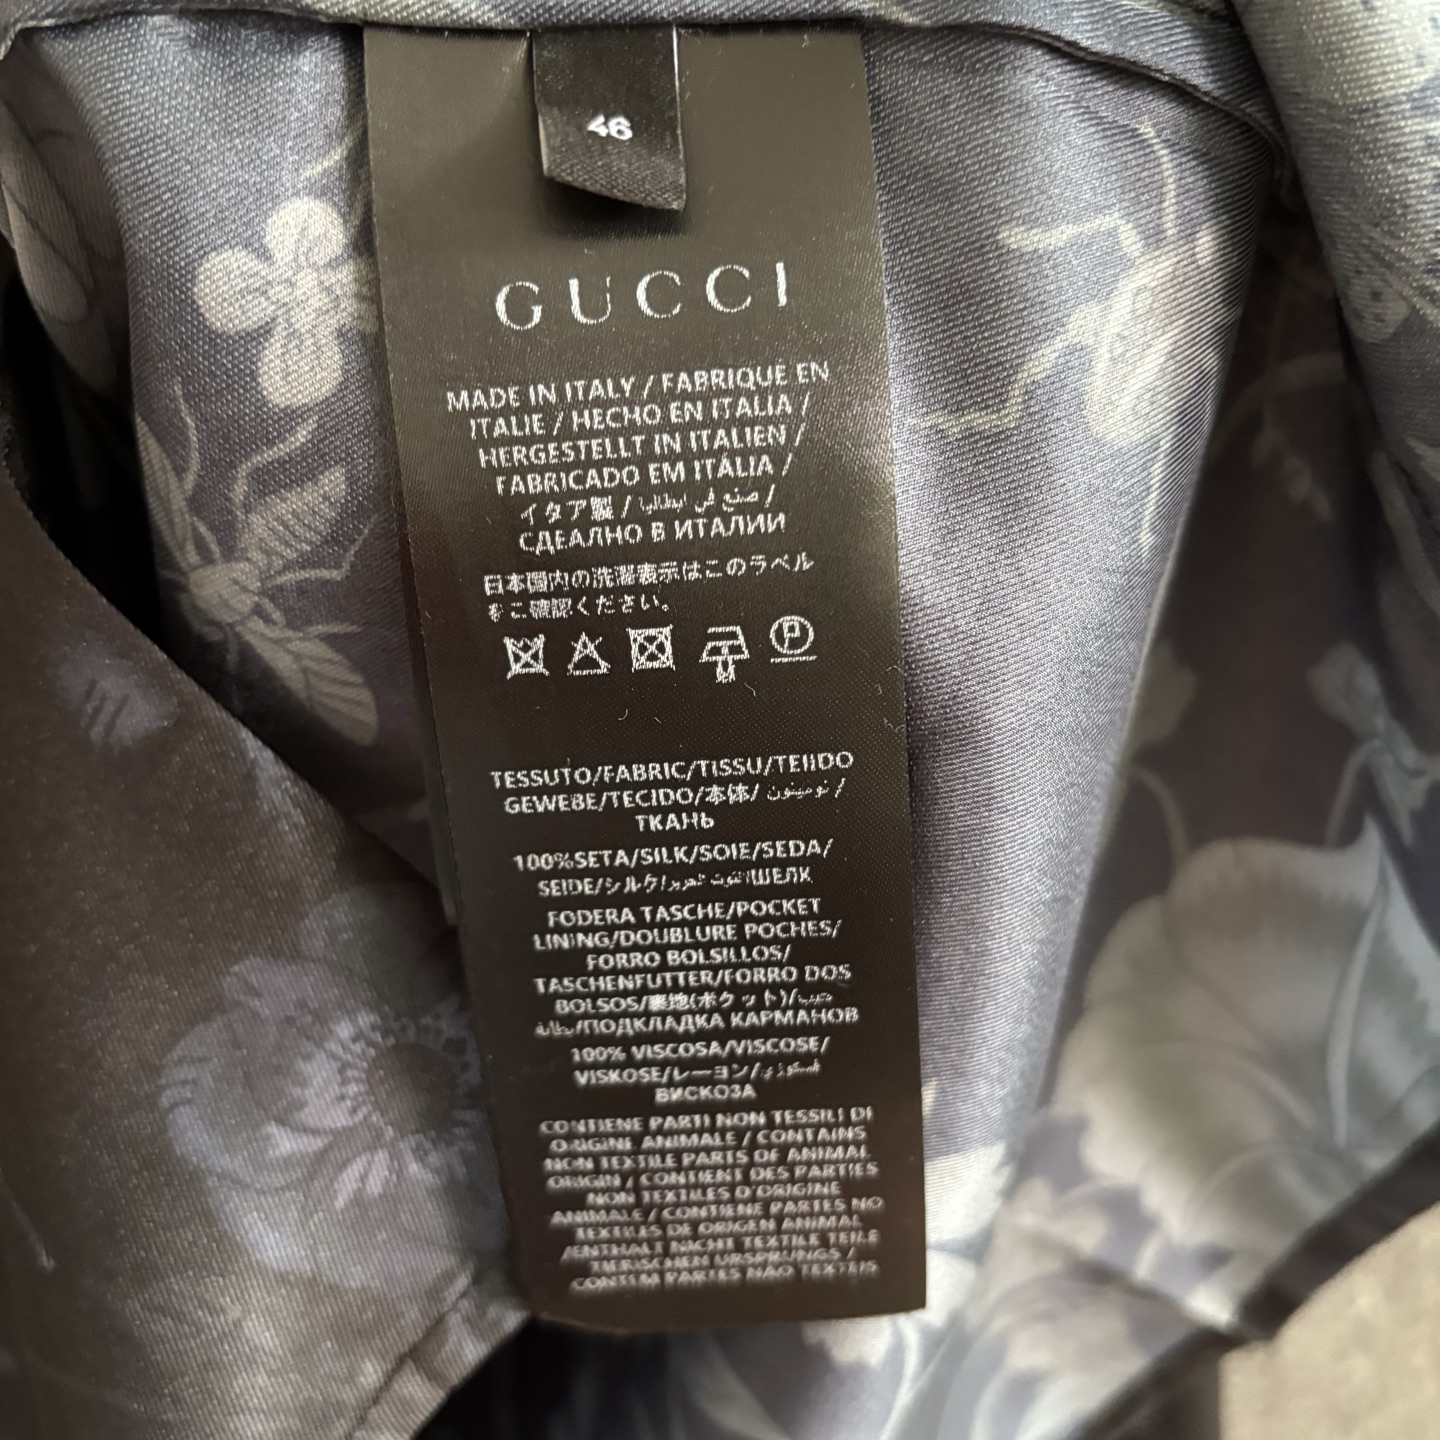 46
GUCCI
MADE IN ITALY / FABRIQUÉ EN
ITALIE / HECHO EN ITALIA /
HERGESTELLT IN ITALIEN /
FABRICADO EM ITÁLIA /
イタア製 / صنع في ايطاليا /
СДЕЛАНО В ИТАЛИИ
日本国内の洗濯表示はこのラベル
をご確認ください。
P
TESSUTO/FABRIC/TISSU/TEJIDO
GEWEBE/TECIDO/本体/
ТКАНЬ
100%SETA/SILK/SOIE/SEDA/
SEIDE/シルク/ ШЕЛК
FODERA TASCHE/POCKET
LINING/DOUBLURE POCHES/
FORRO BOLSILLOS/
TASCHENFUTTER/FORRO DOS
BOLSOS/裏地(ポケット)/
/ПОДКЛАДКА КАРМАНОВ
100% VISCOSA/VISCOSE/
VISKOSE/レーヨン/
ВИСКОЗА
CONTIENE PARTI NON TESSILI DI
ORIGINE ANIMALE / CONTAINS
NON TEXTILE PARTS OF ANIMAL
ORIGIN / CONTIENT DES PARTIES
NON TEXTILES D'ORIGINE
ANIMALE / CONTIENE PARTES NO
TEXTILES DE ORIGEN ANIMAL
/ENTHALT NICHT TEXTILE TEILE
TIERISCHEN URSPRUNGS /
CONTEM PARTES NAO TEXTEIS